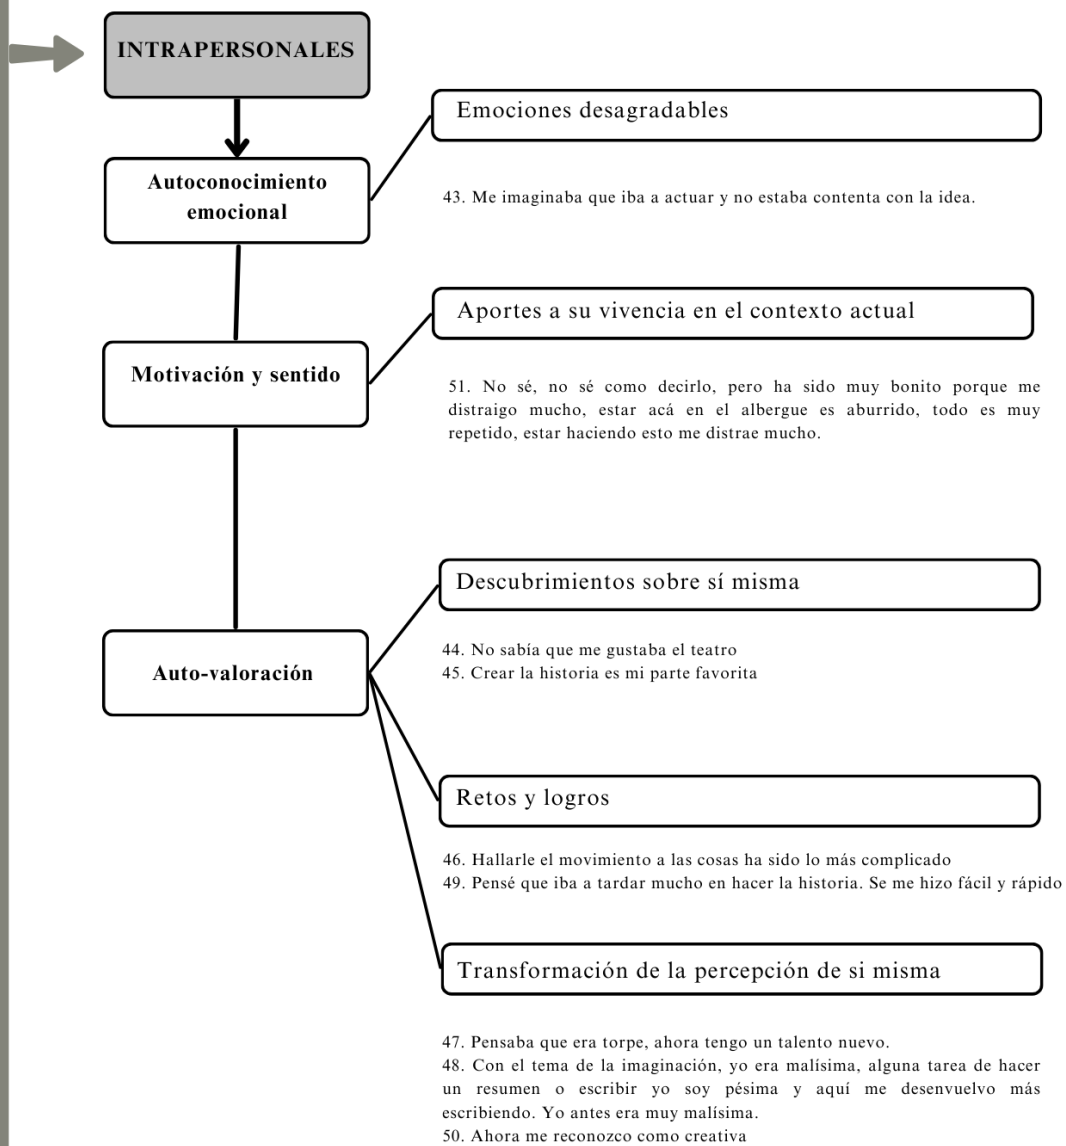 INTRAPERSONALES
Autoconocimiento
emocional
Emociones desagradables
43. Me imaginaba que iba a actuar y no estaba contenta con la idea.
Motivación y sentido
Aportes a su vivencia en el contexto actual
51. No sé, no sé como decirlo, pero ha sido muy bonito porque me
distraigo mucho, estar acá en el albergue es aburrido, todo es muy
repetido, estar haciendo esto me distrae mucho.
Auto-valoración
Descubrimientos sobre sí misma
44. No sabía que me gustaba el teatro
45. Crear la historia es mi parte favorita
Retos y logros
46. Hallarle el movimiento a las cosas ha sido lo más complicado
49. Pensé que iba a tardar mucho en hacer la historia. Se me hizo fácil y rápido
Transformación de la percepción de si misma
47. Pensaba que era torpe, ahora tengo un talento nuevo.
48. Con el tema de la imaginación, yo era malísima, alguna tarea de hacer
un resumen o escribir yo soy pésima y aquí me desenvuelvo más
escribiendo. Yo antes era muy malísima.
50. Ahora me reconozco como creativa